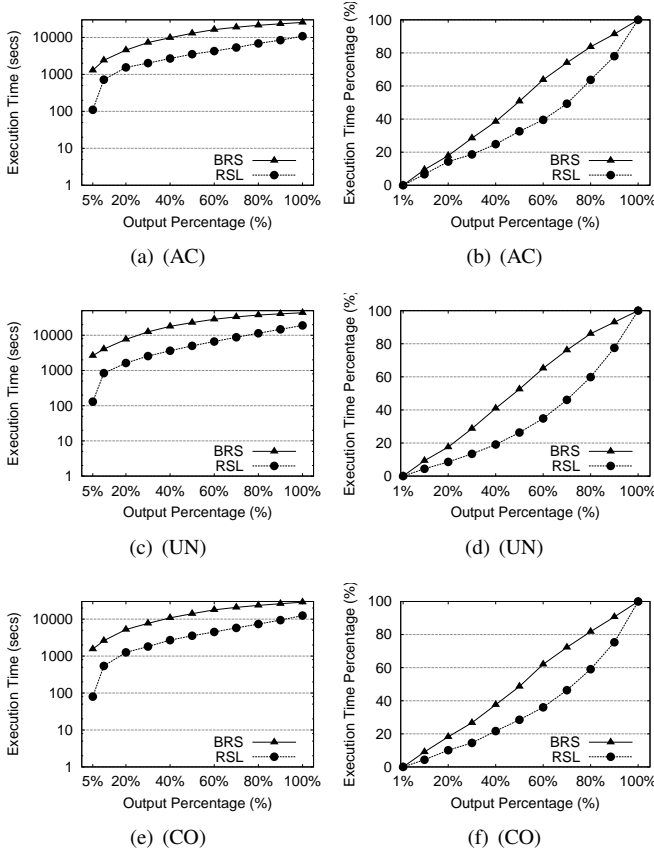 Execution Time (secs)
10000
1000
100
10
1
BRS
RSL
5% 20% 40% 60% 80% 100%
Output Percentage (%)
(a) (AC)
Execution Time Percentage (%)
100
80
60
40
20
0
BRS
RSL
1% 20% 40% 60% 80% 100%
Output Percentage (%)
(b) (AC)
Execution Time (secs)
10000
1000
100
10
1
BRS
RSL
5% 20% 40% 60% 80% 100%
Output Percentage (%)
(c) (UN)
Execution Time Percentage (%)
100
80
60
40
20
0
BRS
RSL
1% 20% 40% 60% 80% 100%
Output Percentage (%)
(d) (UN)
Execution Time (secs)
10000
1000
100
10
1
BRS
RSL
5% 20% 40% 60% 80% 100%
Output Percentage (%)
(e) (CO)
Execution Time Percentage (%)
100
80
60
40
20
0
BRS
RSL
1% 20% 40% 60% 80% 100%
Output Percentage (%)
(f) (CO)